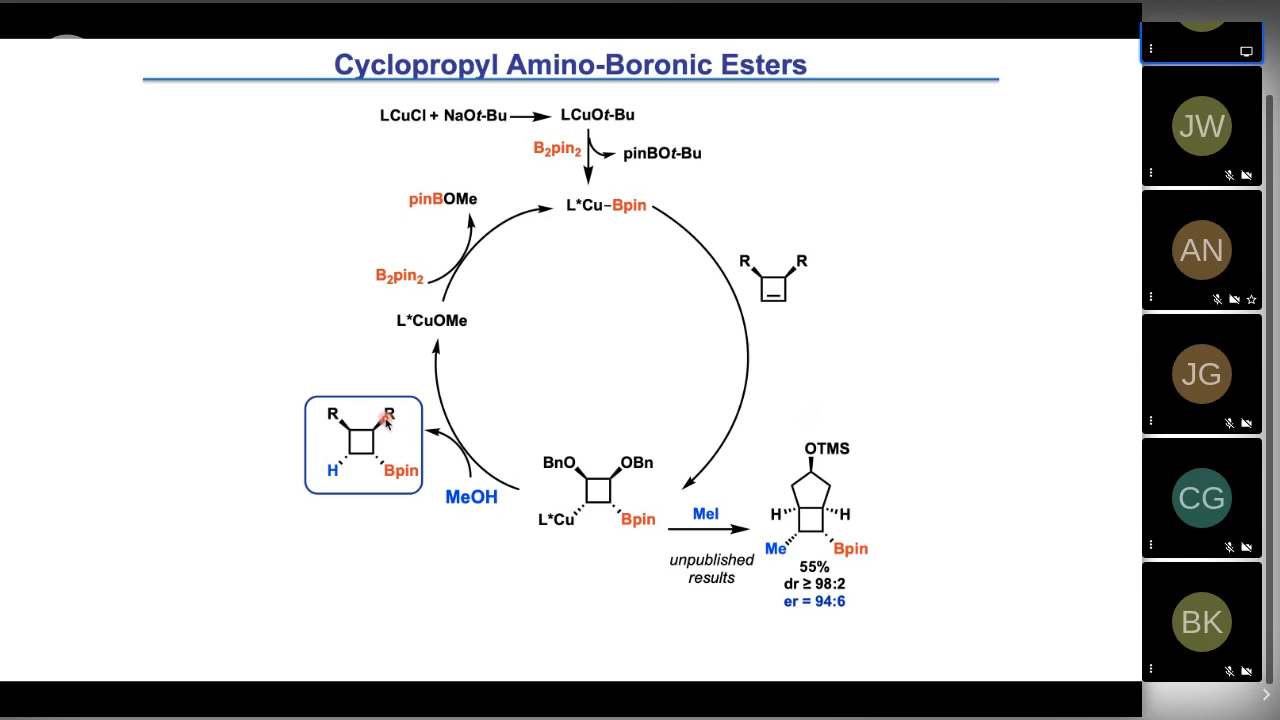 Cyclopropyl Amino-Boronic Esters
LCuCl + NaOt-Bu
LCuOt-Bu
B2pin2
pinBOt-Bu
pinBOMe
L*Cu–Bpin
R
R
B2pin2
L*CuOMe
R
R
H
Bpin
MeOH
BnO
OBn
L*Cu
Bpin
MeI
unpublished
results
OTMS
H
H
Me
Bpin
55%
dr ≥ 98:2
er = 94:6
JW
AN
JG
CG
BK